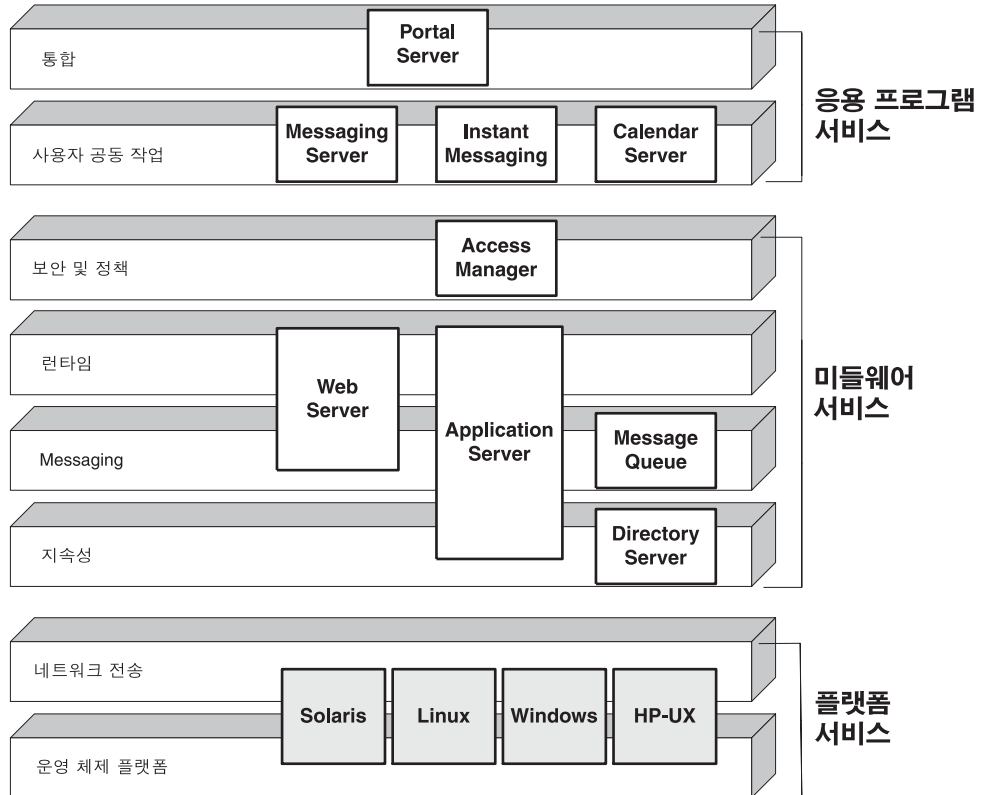 통합
Portal
Server
사용자 공동 작업
Messaging
Server
Instant
Messaging
Calendar
Server
응용 프로그램
서비스
보안 및 정책
Access
Manager
런타임
Web
Server
Application
Server
Messaging
Message
Queue
지속성
Directory
Server
미들웨어
서비스
네트워크 전송
Solaris
Linux
Windows
HP-UX
운영 체제 플랫폼
플랫폼
서비스